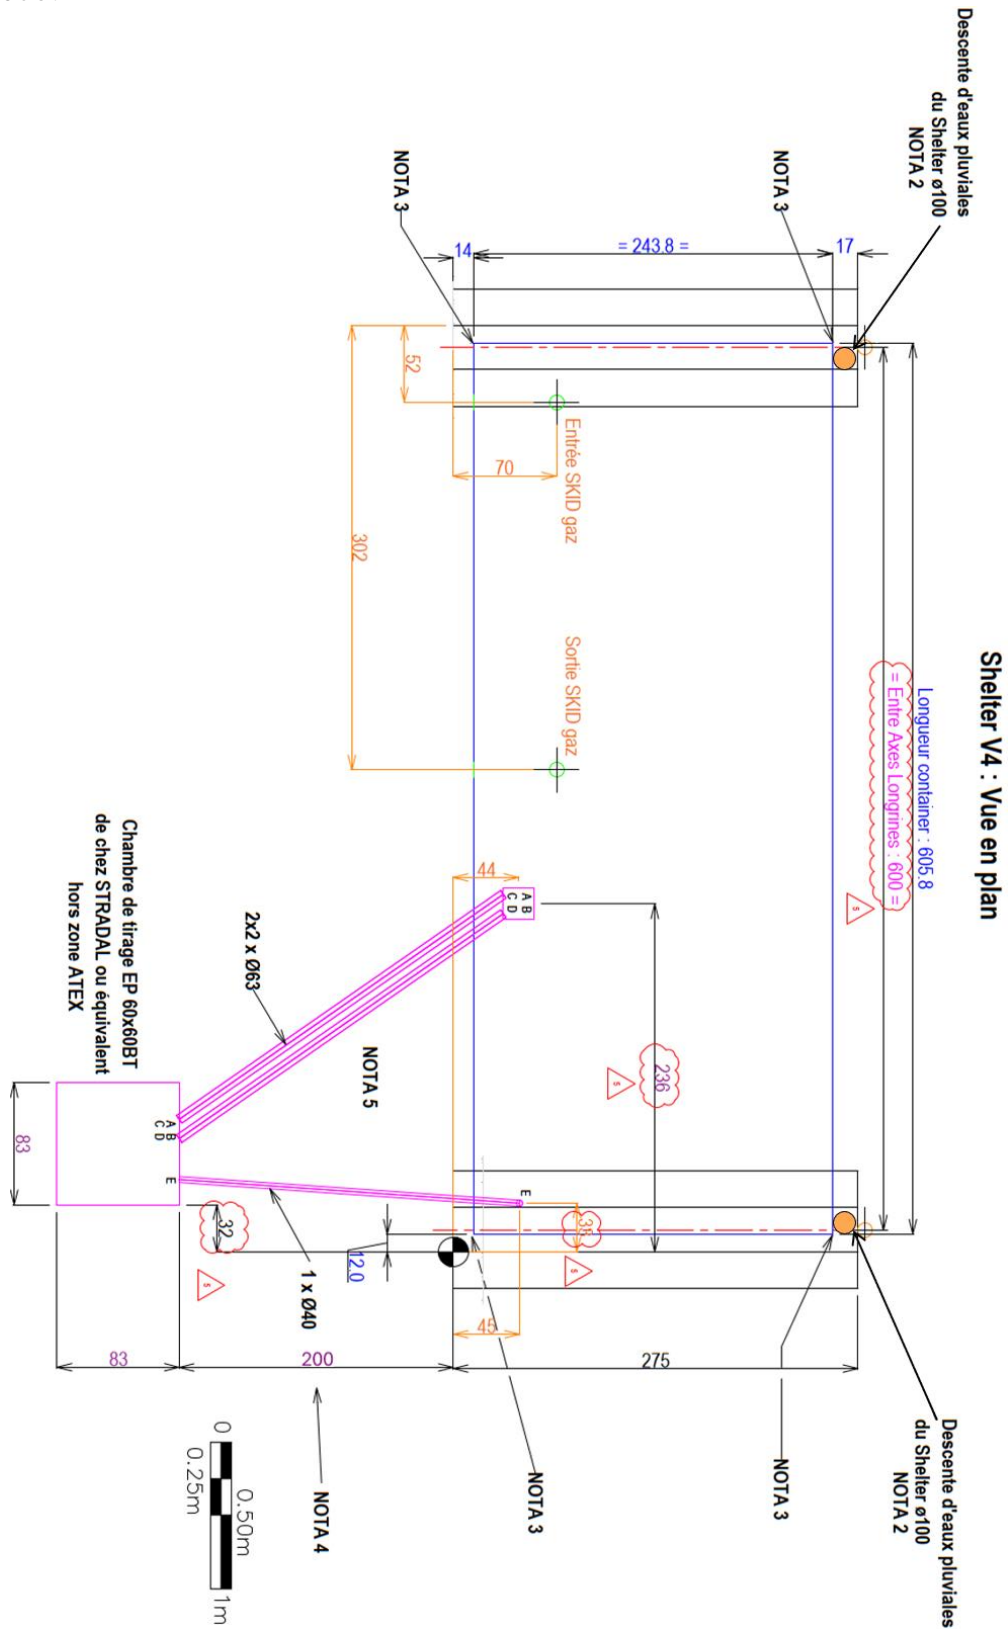 Shelter V4 : Vue en plan
Descente d'eaux pluviales
du Shelter ø100
NOTA 2
Longueur container : 605.8
= Entre Axes Longrines : 600 =
5
Descente d'eaux pluviales
du Shelter ø100
NOTA 2
NOTA 3
17
= 243.8 =
14
NOTA 3
52
70
302
Entrée SKID gaz
Sortie SKID gaz
44
A B
C D
236
5
E
38
5
45
275
NOTA 3
NOTA 3
2x2 x Ø63
NOTA 5
Chambre de tirage EP 60x60BT
de chez STRADAL ou équivalent
hors zone ATEX
A B
C D
E
83
32
5
12.0
1 x Ø40
83
200
NOTA 4
0
0.25m
0.50m
1m